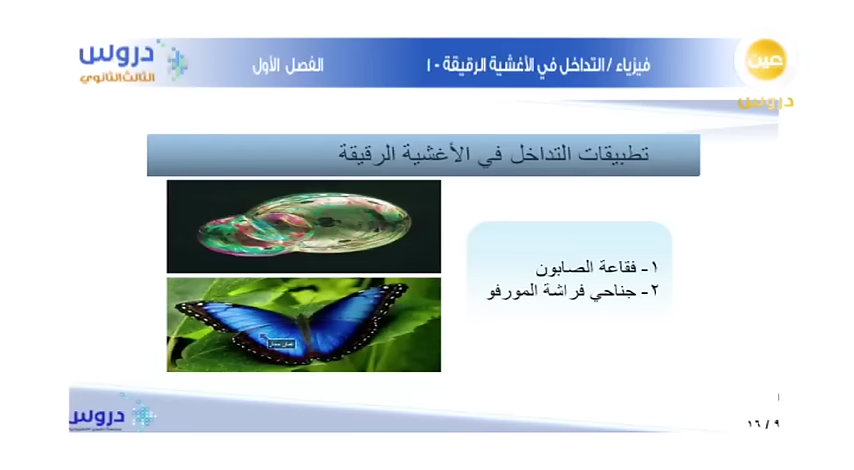 دروس
الثالث الثانوي
الفصل الأول
فيزياء / التداخل في الأغشية الرقيقة - ١
عين
دروس
تطبيقات التداخل في الأغشية الرقيقة
١- فقاعة الصابون
٢- جناحي فراشة المورفو
دروس
١٦ / ٩